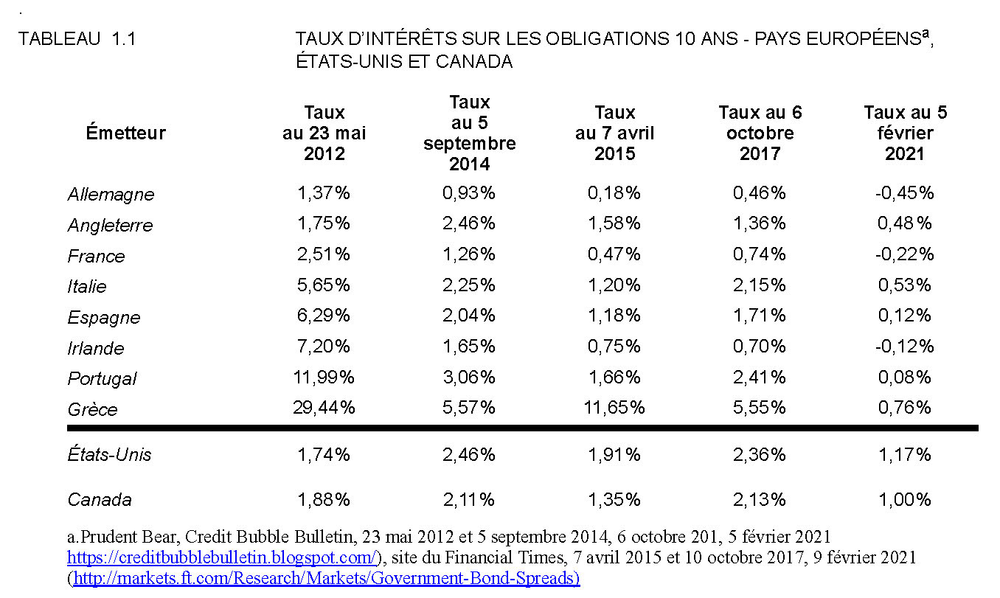 .
TABLEAU 1.1 TAUX D’INTÉRÊTS SUR LES OBLIGATIONS 10 ANS - PAYS EUROPÉENSa,
ÉTATS-UNIS ET CANADA
Émetteur Taux au 23 mai 2012 Taux au 5 septembre 2014 Taux au 7 avril 2015 Taux au 6 octobre 2017 Taux au 5 février 2021
Allemagne 1,37% 0,93% 0,18% 0,46% -0,45%
Angleterre 1,75% 2,46% 1,58% 1,36% 0,48%
France 2,51% 1,26% 0,47% 0,74% -0,22%
Italie 5,65% 2,25% 1,20% 2,15% 0,53%
Espagne 6,29% 2,04% 1,18% 1,71% 0,12%
Irlande 7,20% 1,65% 0,75% 0,70% -0,12%
Portugal 11,99% 3,06% 1,66% 2,41% 0,08%
Grèce 29,44% 5,57% 11,65% 5,55% 0,76%
États-Unis 1,74% 2,46% 1,91% 2,36% 1,17%
Canada 1,88% 2,11% 1,35% 2,13% 1,00%
a.Prudent Bear, Credit Bubble Bulletin, 23 mai 2012 et 5 septembre 2014, 6 octobre 201, 5 février 2021
https://creditbubblebulletin.blogspot.com/), site du Financial Times, 7 avril 2015 et 10 octobre 2017, 9 février 2021
(http://markets.ft.com/Research/Markets/Government-Bond-Spreads)